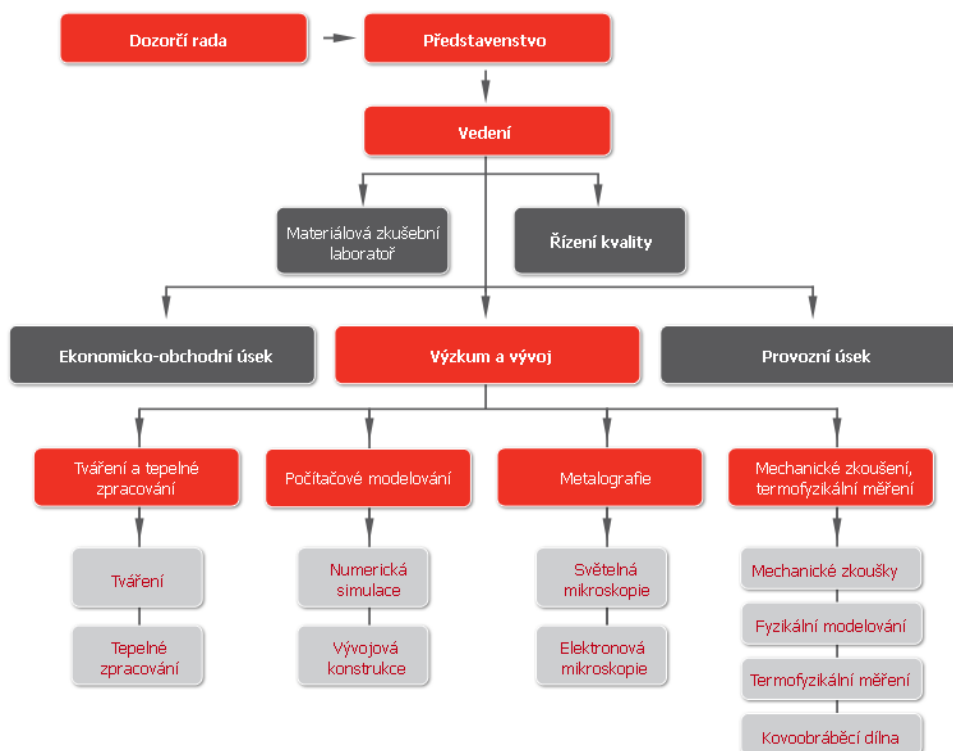 Dozorčí rada
Představenstvo
Vedení
Materiálová zkušební
laboratoř
Řízení kvality
Ekonomicko-obchodní úsek
Výzkum a vývoj
Provozní úsek
Tváření a tepelné
zpracování
Počítačové modelování
Metalografie
Mechanické zkoušení,
termofyzikální měření
Tváření
Numerická
simulace
Světelná
mikroskopie
Mechanické zkoušky
Tepelné
zpracování
Vývojová
konstrukce
Elektronová
mikroskopie
Fyzikální modelování
Termofyzikální měření
Kovoobráběcí dílna